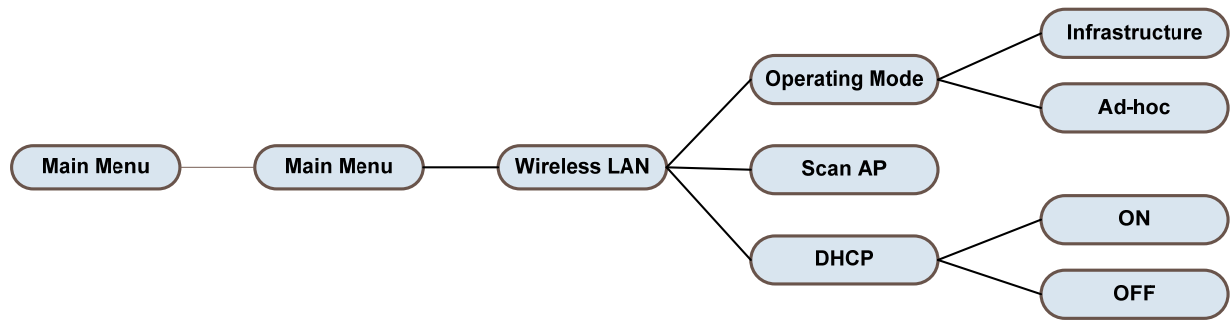 Main Menu
Main Menu
Wireless LAN
Operating Mode
Infrastructure
Ad-hoc
Scan AP
DHCP
ON
OFF